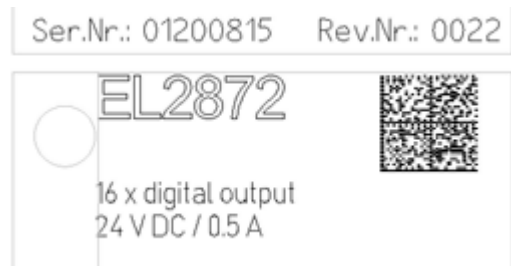 Ser.Nr.: 01200815 Rev.Nr.: 0022
EL2872
16 x digital output
24 V DC / 0.5 A